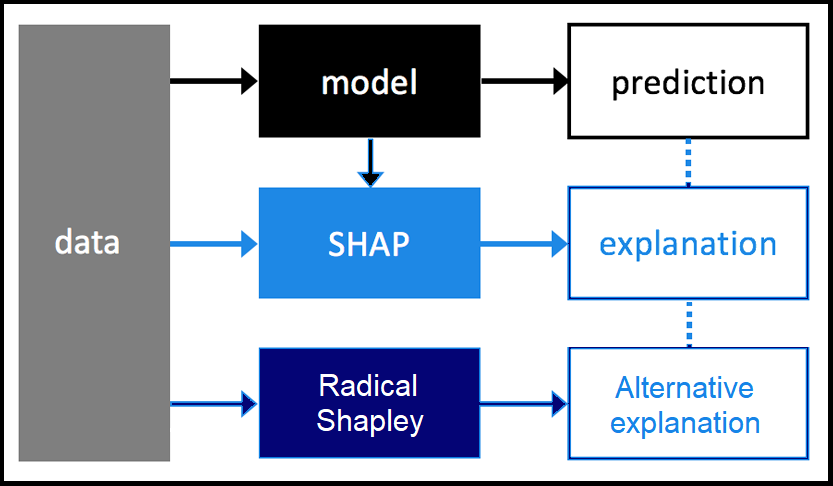 data
model
prediction
SHAP
explanation
Radical
Shapley
Alternative
explanation